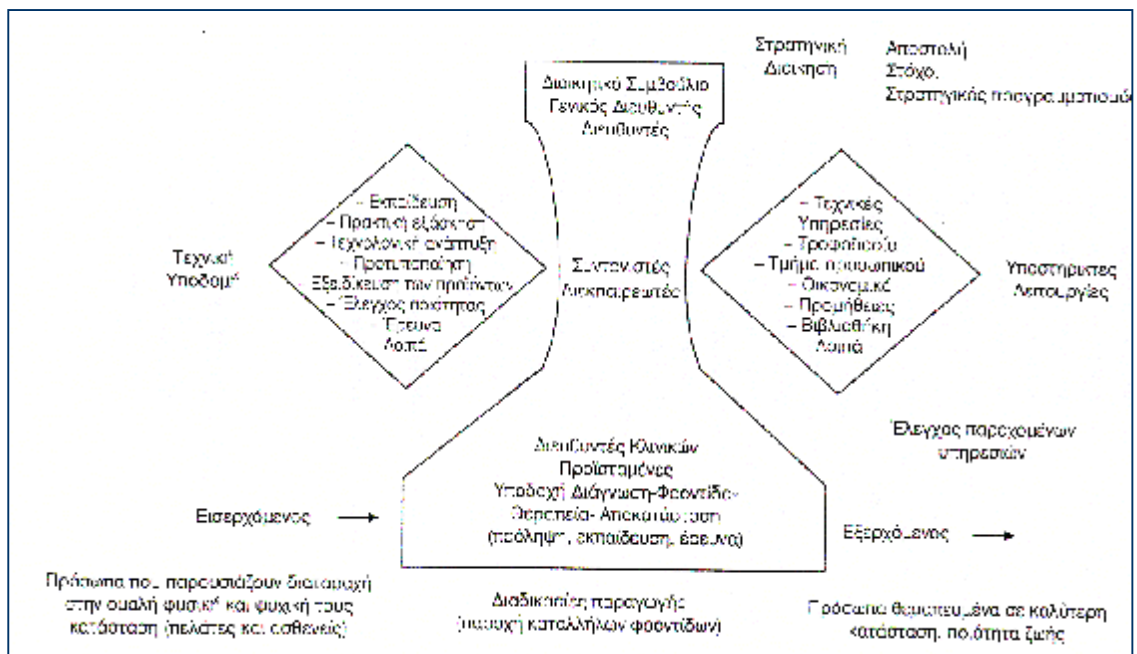 Στρατηγική
Διοίκηση
Αποστολή
Στόχοι
Στρατηγικός προγραμματισμός
Διοικητικό Συμβούλιο
Γενικός Διευθυντής
Διευθυντές
Τεχνική
Υποδομή
– Εκπαίδευση
– Πρακτική εξάσκηση
– Τεχνολογική ανάπτυξη
– Προτυποποίηση
– Εξειδίκευση των προϊόντων
– Έλεγχος ποιότητας
– Έρευνα
Λοιπά
Συντονιστές
Διεκπαιρεωτές
– Τεχνικές
Υπηρεσίες
– Τροφοδοσία
– Τμήμα προσωπικού
– Οικονομικό
– Προμήθειες
– Βιβλιοθήκη
Λοιπά
Υποστηρικτες
Λειτουργίες
Διευθυντές Κλινικών
Προϊσταμένες
Υποδοχή Διάγνωση-Φροντίδα-
Θεραπεία- Αποκατάσταση
(πρόληψη, εκπαίδευση, έρευνα)
Έλεγχος παρεχομένων
υπηρεσιών
Εισερχόμενος
Εξερχόμενος
Πρόσωπα που παρουσιάζουν διαταραχή
στην ομαλή φυσική και ψυχική τους
κατάσταση (πελάτες και ασθενείς)
Διαδικασίες παραγωγής
(παροχή καταλλήλων φροντίδων)
Πρόσωπα θεραπευμένα σε καλύτερη
κατάσταση, ποιότητα ζωής